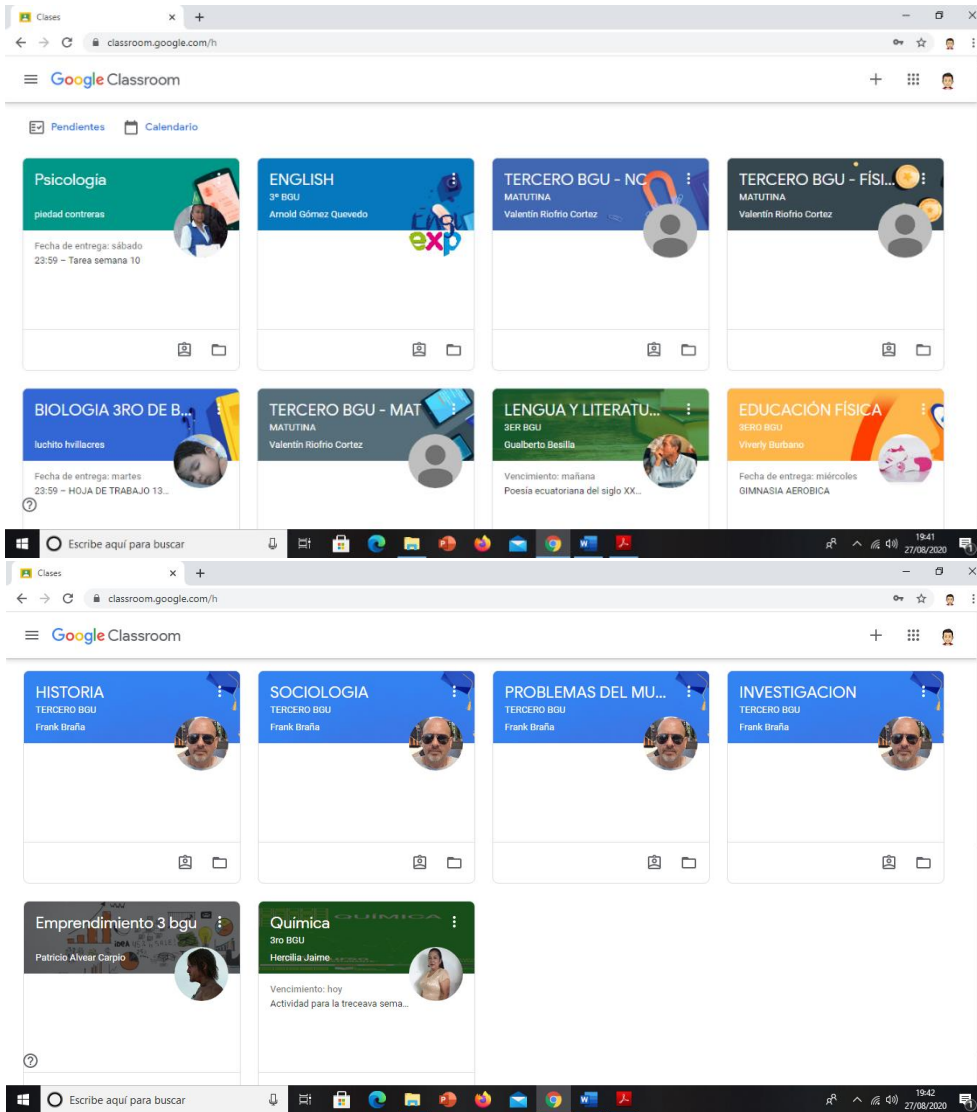 Clases
classroom.google.com/h
Google Classroom
Pendientes
Calendario
Psicología
piedad contreras
Fecha de entrega: sábado
23:59 – Tarea semana 10
ENGLISH
3º BGU
Arnold Gómez Quevedo
exp
TERCERO BGU - NO
MATUTINA
Valentín Riofrio Cortez
TERCERO BGU - FÍSI...
MATUTINA
Valentín Riofrio Cortez
BIOLOGIA 3RO DE B...
luchito hvillacres
Fecha de entrega: martes
23:59 – HOJA DE TRABAJO 13...
TERCERO BGU - MAT
MATUTINA
Valentín Riofrio Cortez
LENGUA Y LITERATU...
3ER BGU
Gualberto Besilla
Vencimiento: mañana
Poesía ecuatoriana del siglo XX...
EDUCACIÓN FÍSICA
3ERO BGU
Viverly Burbano
Fecha de entrega: miércoles
GIMNASIA AEROBICA
Escribe aquí para buscar
19:41
27/08/2020
Clases
classroom.google.com/h
Google Classroom
HISTORIA
TERCERO BGU
Frank Braña
SOCIOLOGIA
TERCERO BGU
Frank Braña
PROBLEMAS DEL MU...
TERCERO BGU
Frank Braña
INVESTIGACION
TERCERO BGU
Frank Braña
Emprendimiento 3 bgu
Patricio Alvear Carpio
IDEA
Quimica
3ro BGU
Hercilia Jaime
QUÍMICA
Vencimiento: hoy
Actividad para la treceava sema...
Escribe aquí para buscar
19:42
27/08/2020